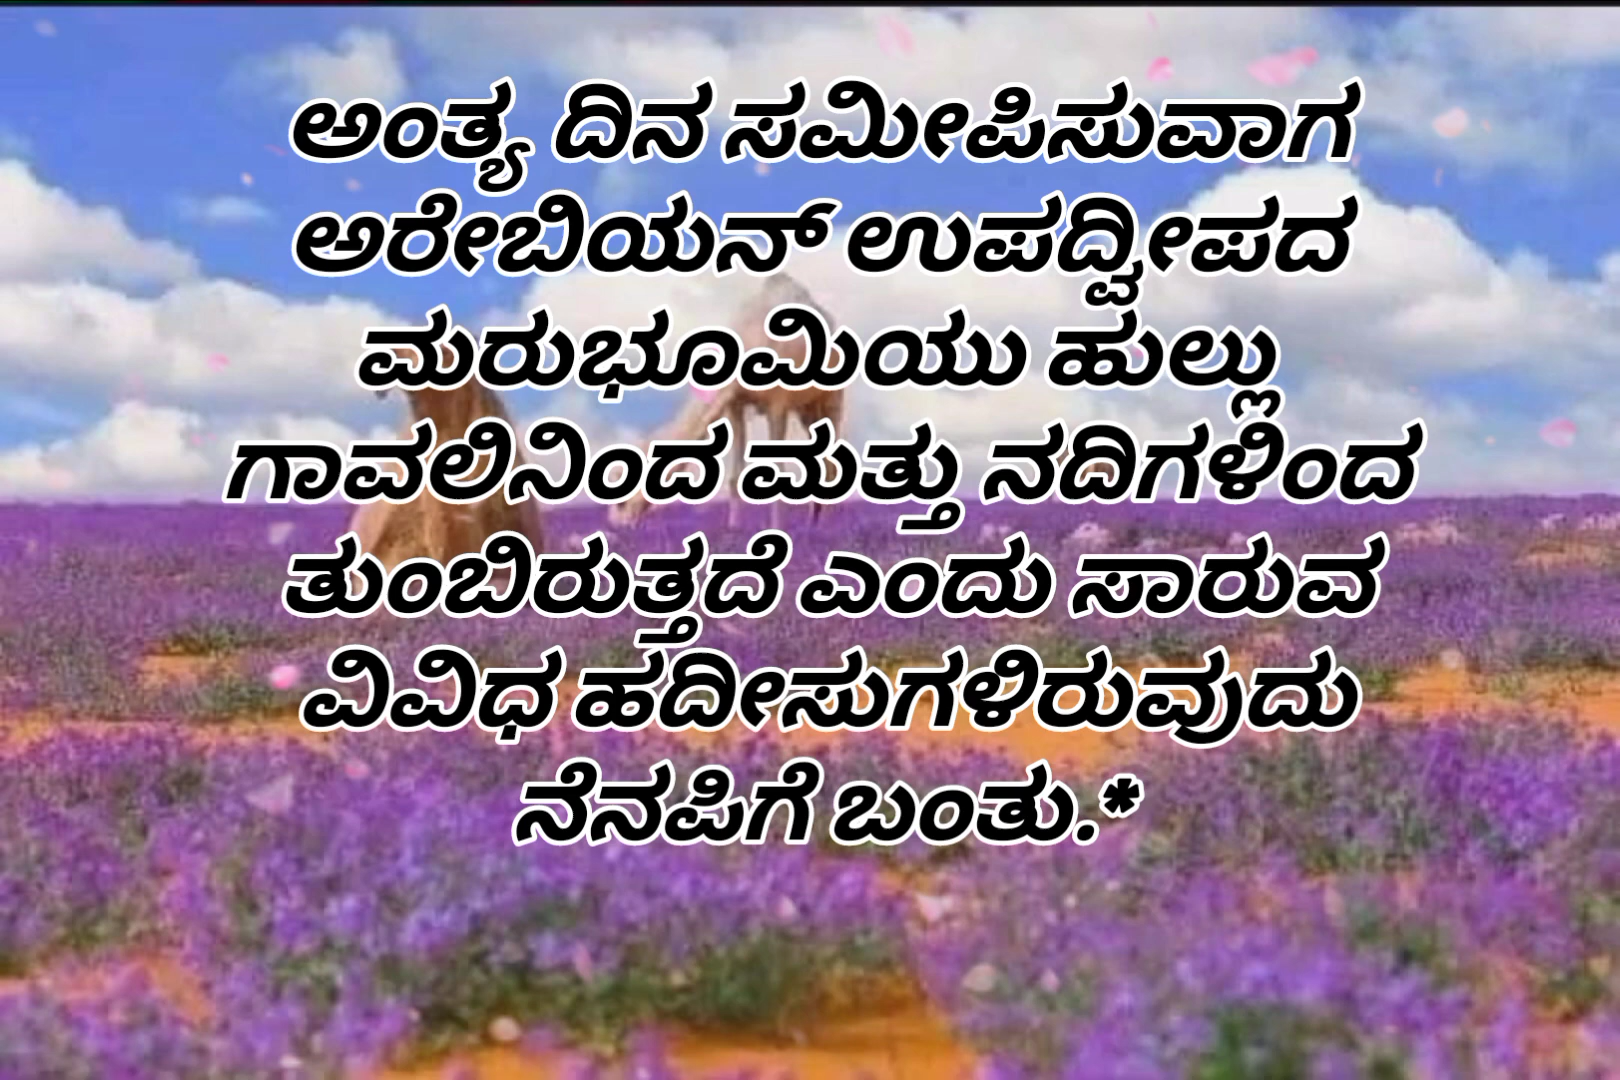 ಅಂತ್ಯ ದಿನ ಸಮೀಪಿಸುವಾಗ
ಅರೇಬಿಯನ್ ಉಪದ್ವೀಪದ
ಮರುಭೂಮಿಯು ಹುಲ್ಲು
ಗಾವಲಿನಿಂದ ಮತ್ತು ನದಿಗಳಿಂದ
ತುಂಬಿರುತ್ತದೆ ಎಂದು ಸಾರುವ
ವಿವಿಧ ಹದೀಸುಗಳಿರುವುದು
ನೆನಪಿಗೆ ಬಂತು.*